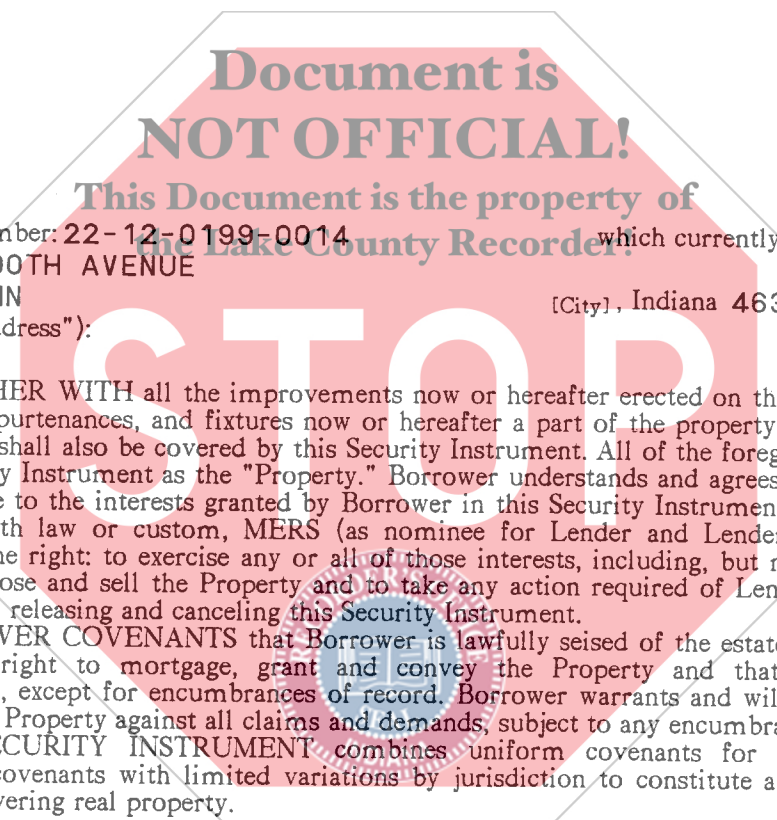 Document is
NOT OFFICIAL!
This Document is the property of
the Lake County Recorder!
nber: 22-12-0199-0014 which currently
OTH AVENUE
IN
[City], Indiana 463
dress"):
STOP
HER WITH all the improvements now or hereafter erected on th
purtenances, and fixtures now or hereafter a part of the property
shall also be covered by this Security Instrument. All of the foreg
y Instrument as the "Property." Borrower understands and agrees
e to the interests granted by Borrower in this Security Instrumen
th law or custom, MERS (as nominee for Lender and Lender
ne right: to exercise any or all of those interests, including, but n
ose and sell the Property and to take any action required of Len
releasing and canceling this Security Instrument.
WER COVENANTS that Borrower is lawfully seised of the estate
right to mortgage, grant and convey the Property and that
, except for encumbrances of record. Borrower warrants and will
Property against all claims and demands, subject to any encumbra
ECURITY INSTRUMENT combines uniform covenants for
covenants with limited variations by jurisdiction to constitute a
vering real property.